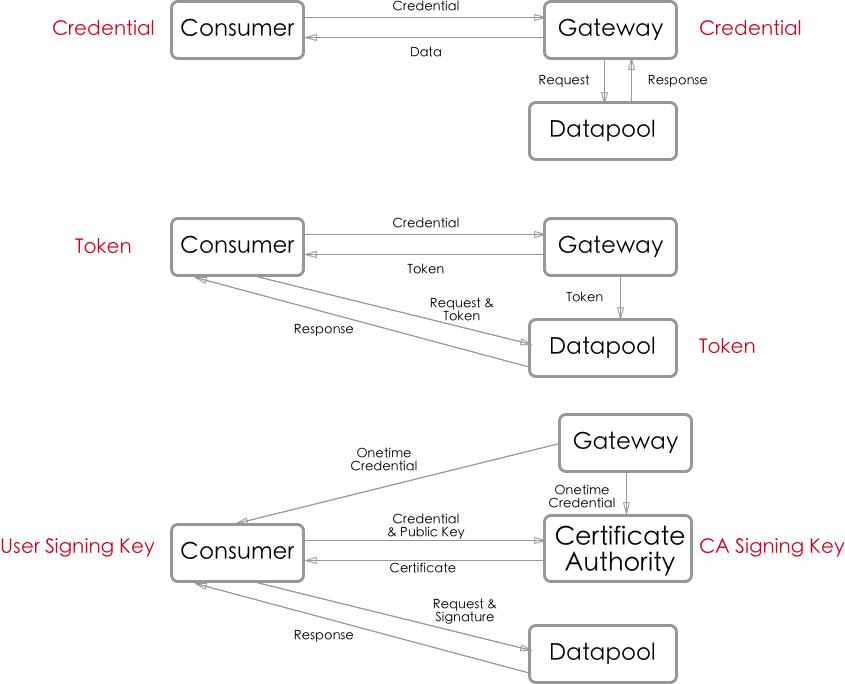 Credential
Credential
Consumer
Gateway
Credential
Data
Request
Response
Datapool
Credential
Token
Consumer
Gateway
Token
Token
Request &
Token
Response
Datapool
Token
Gateway
Onetime
Credential
Onetime
Credential
Credential
& Public Key
User Signing Key
Consumer
Certificate
Authority
CA Signing Key
Certificate
Request &
Signature
Response
Datapool